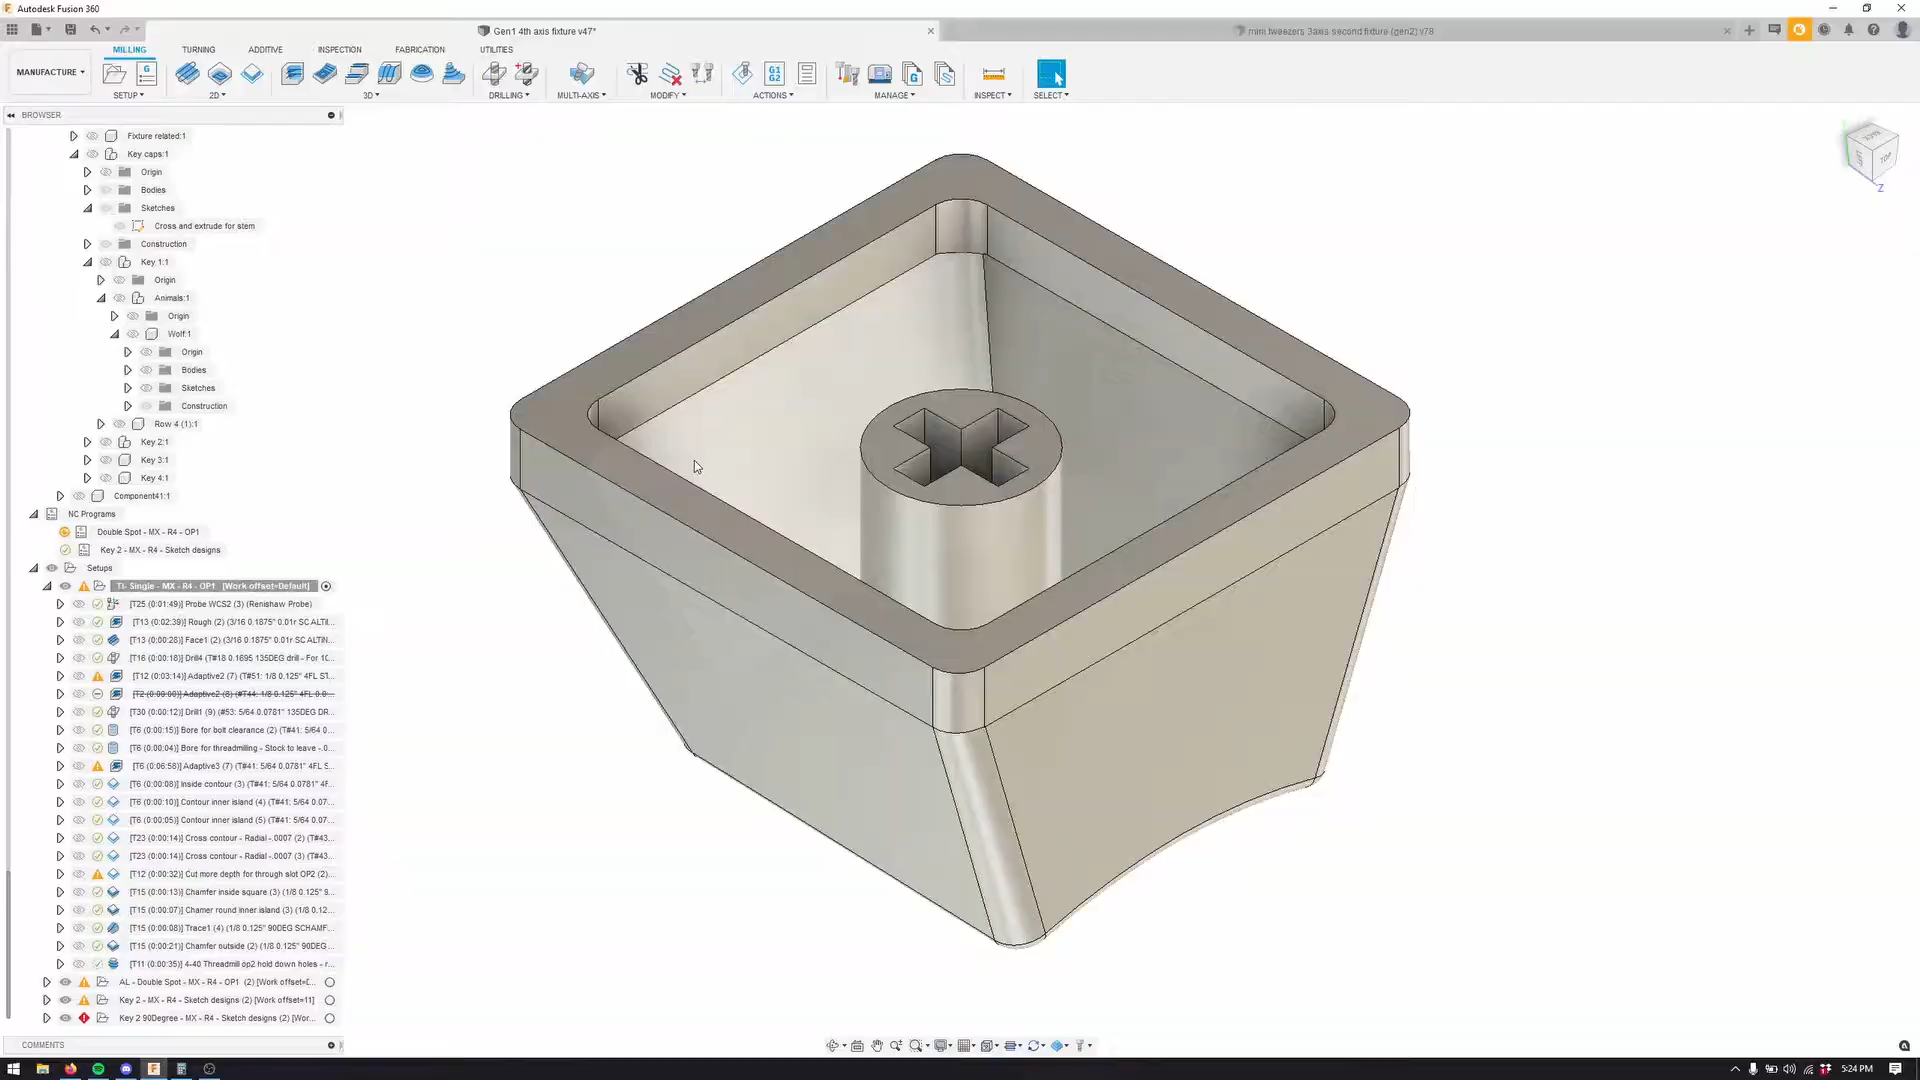 Autodesk Fusion 360
Gen1 4th axis fixture v47*
mini tweezers 3axis second fixture (gen2) v78
MILLING TURNING ADDITIVE INSPECTION FABRICATION UTILITIES
MANUFACTURE
G1
G2
SETUP 2D 3D DRILLING MULTI-AXIS MODIFY ACTIONS MANAGE INSPECT SELECT
BROWSER
Fixture related:1
Key caps:1
Origin
Bodies
Sketches
Cross and extrude for stem
Construction
Key 1:1
Origin
Animals:1
Origin
Wolf:1
Origin
Bodies
Sketches
Construction
Row 4 (1):1
Key 2:1
Key 3:1
Key 4:1
Component41:1
NC Programs
Double Spot - MX - R4 - OP1
Key 2 - MX - R4 - Sketch designs
Setups
TI- Single - MX - R4 - OP1 [Work offset=Default]
[T25 (0:01:49)] Probe WCS2 (3) (Renishaw Probe)
[T13 (0:02:39)] Rough (2) (3/16 0.1875" 0.01r SC ALTIN...
[T13 (0:00:28)] Face1 (2) (3/16 0.1875" 0.01r SC ALTIN...
[T16 (0:00:18)] Drill4 (T#18 0.1695 135DEG drill - For 10...
[T12 (0:03:14)] Adaptive2 (7) (T#51: 1/8 0.125" 4FL ST...
[T2 (0:00:00)] Adaptive2 (8) (#T44: 1/8 0.125" 4FL 0.0...
[T30 (0:00:12)] Drill1 (9) (#53: 5/64 0.0781" 135DEG DR...
[T6 (0:00:15)] Bore for bolt clearance (2) (T#41: 5/64 0...
[T6 (0:00:04)] Bore for threadmilling - Stock to leave -.0...
[T6 (0:06:58)] Adaptive3 (7) (T#41: 5/64 0.0781" 4FL S...
[T6 (0:00:08)] Inside contour (3) (T#41: 5/64 0.0781" 4F...
[T6 (0:00:10)] Contour inner island (4) (T#41: 5/64 0.07...
[T6 (0:00:05)] Contour inner island (5) (T#41: 5/64 0.07...
[T23 (0:00:14)] Cross contour - Radial -.0007 (2) (T#43...
[T23 (0:00:14)] Cross contour - Radial -.0007 (3) (T#43...
[T12 (0:00:32)] Cut more depth for through slot OP2 (2)...
[T15 (0:00:13)] Chamfer inside square (3) (1/8 0.125" 9...
[T15 (0:00:07)] Chamer round inner island (3) (1/8 0.12...
[T15 (0:00:08)] Trace1 (4) (1/8 0.125" 90DEG SCHAMF...
[T15 (0:00:21)] Chamfer outside (2) (1/8 0.125" 90DEG ...
[T11 (0:00:35)] 4-40 Threadmill op2 hold down holes - r...
AL - Double Spot - MX - R4 - OP1 (2) [Work offset=D...
Key 2 - MX - R4 - Sketch designs (2) [Work offset=11]
Key 2 90Degree - MX - R4 - Sketch designs (2) [Wor...
COMMENTS
BACK
TOP
Z
5:24 PM